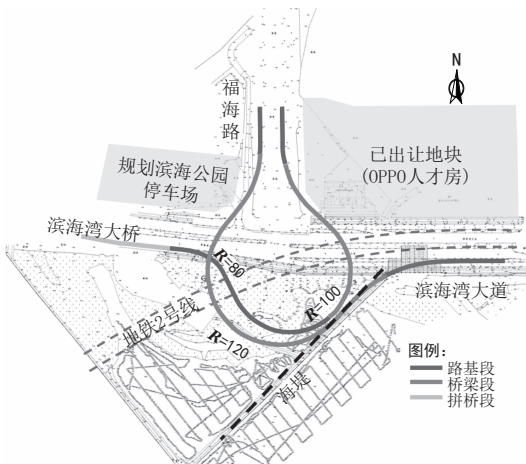 N
福海路
规划滨海公园
停车场
已出让地块
(OPPO人才房)
滨海湾大桥
R=80
R=100
滨海湾大道
地铁2号线
R=120
海堤
图例：
路基段
桥梁段
拼桥段